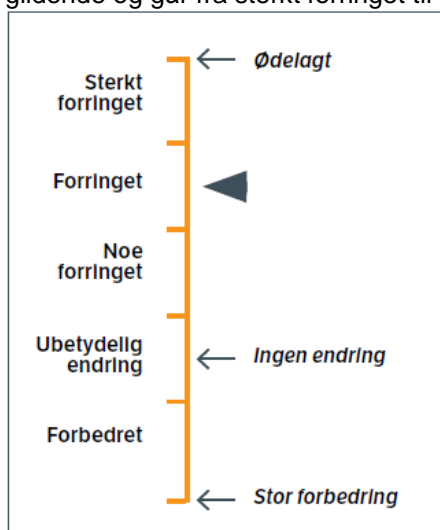 glidende og går fra sterkt forringet til
Ødelagt
Sterkt
forringet
Forringet
Noe
forringet
Ubetydelig
endring
Ingen endring
Forbedret
Stor forbedring